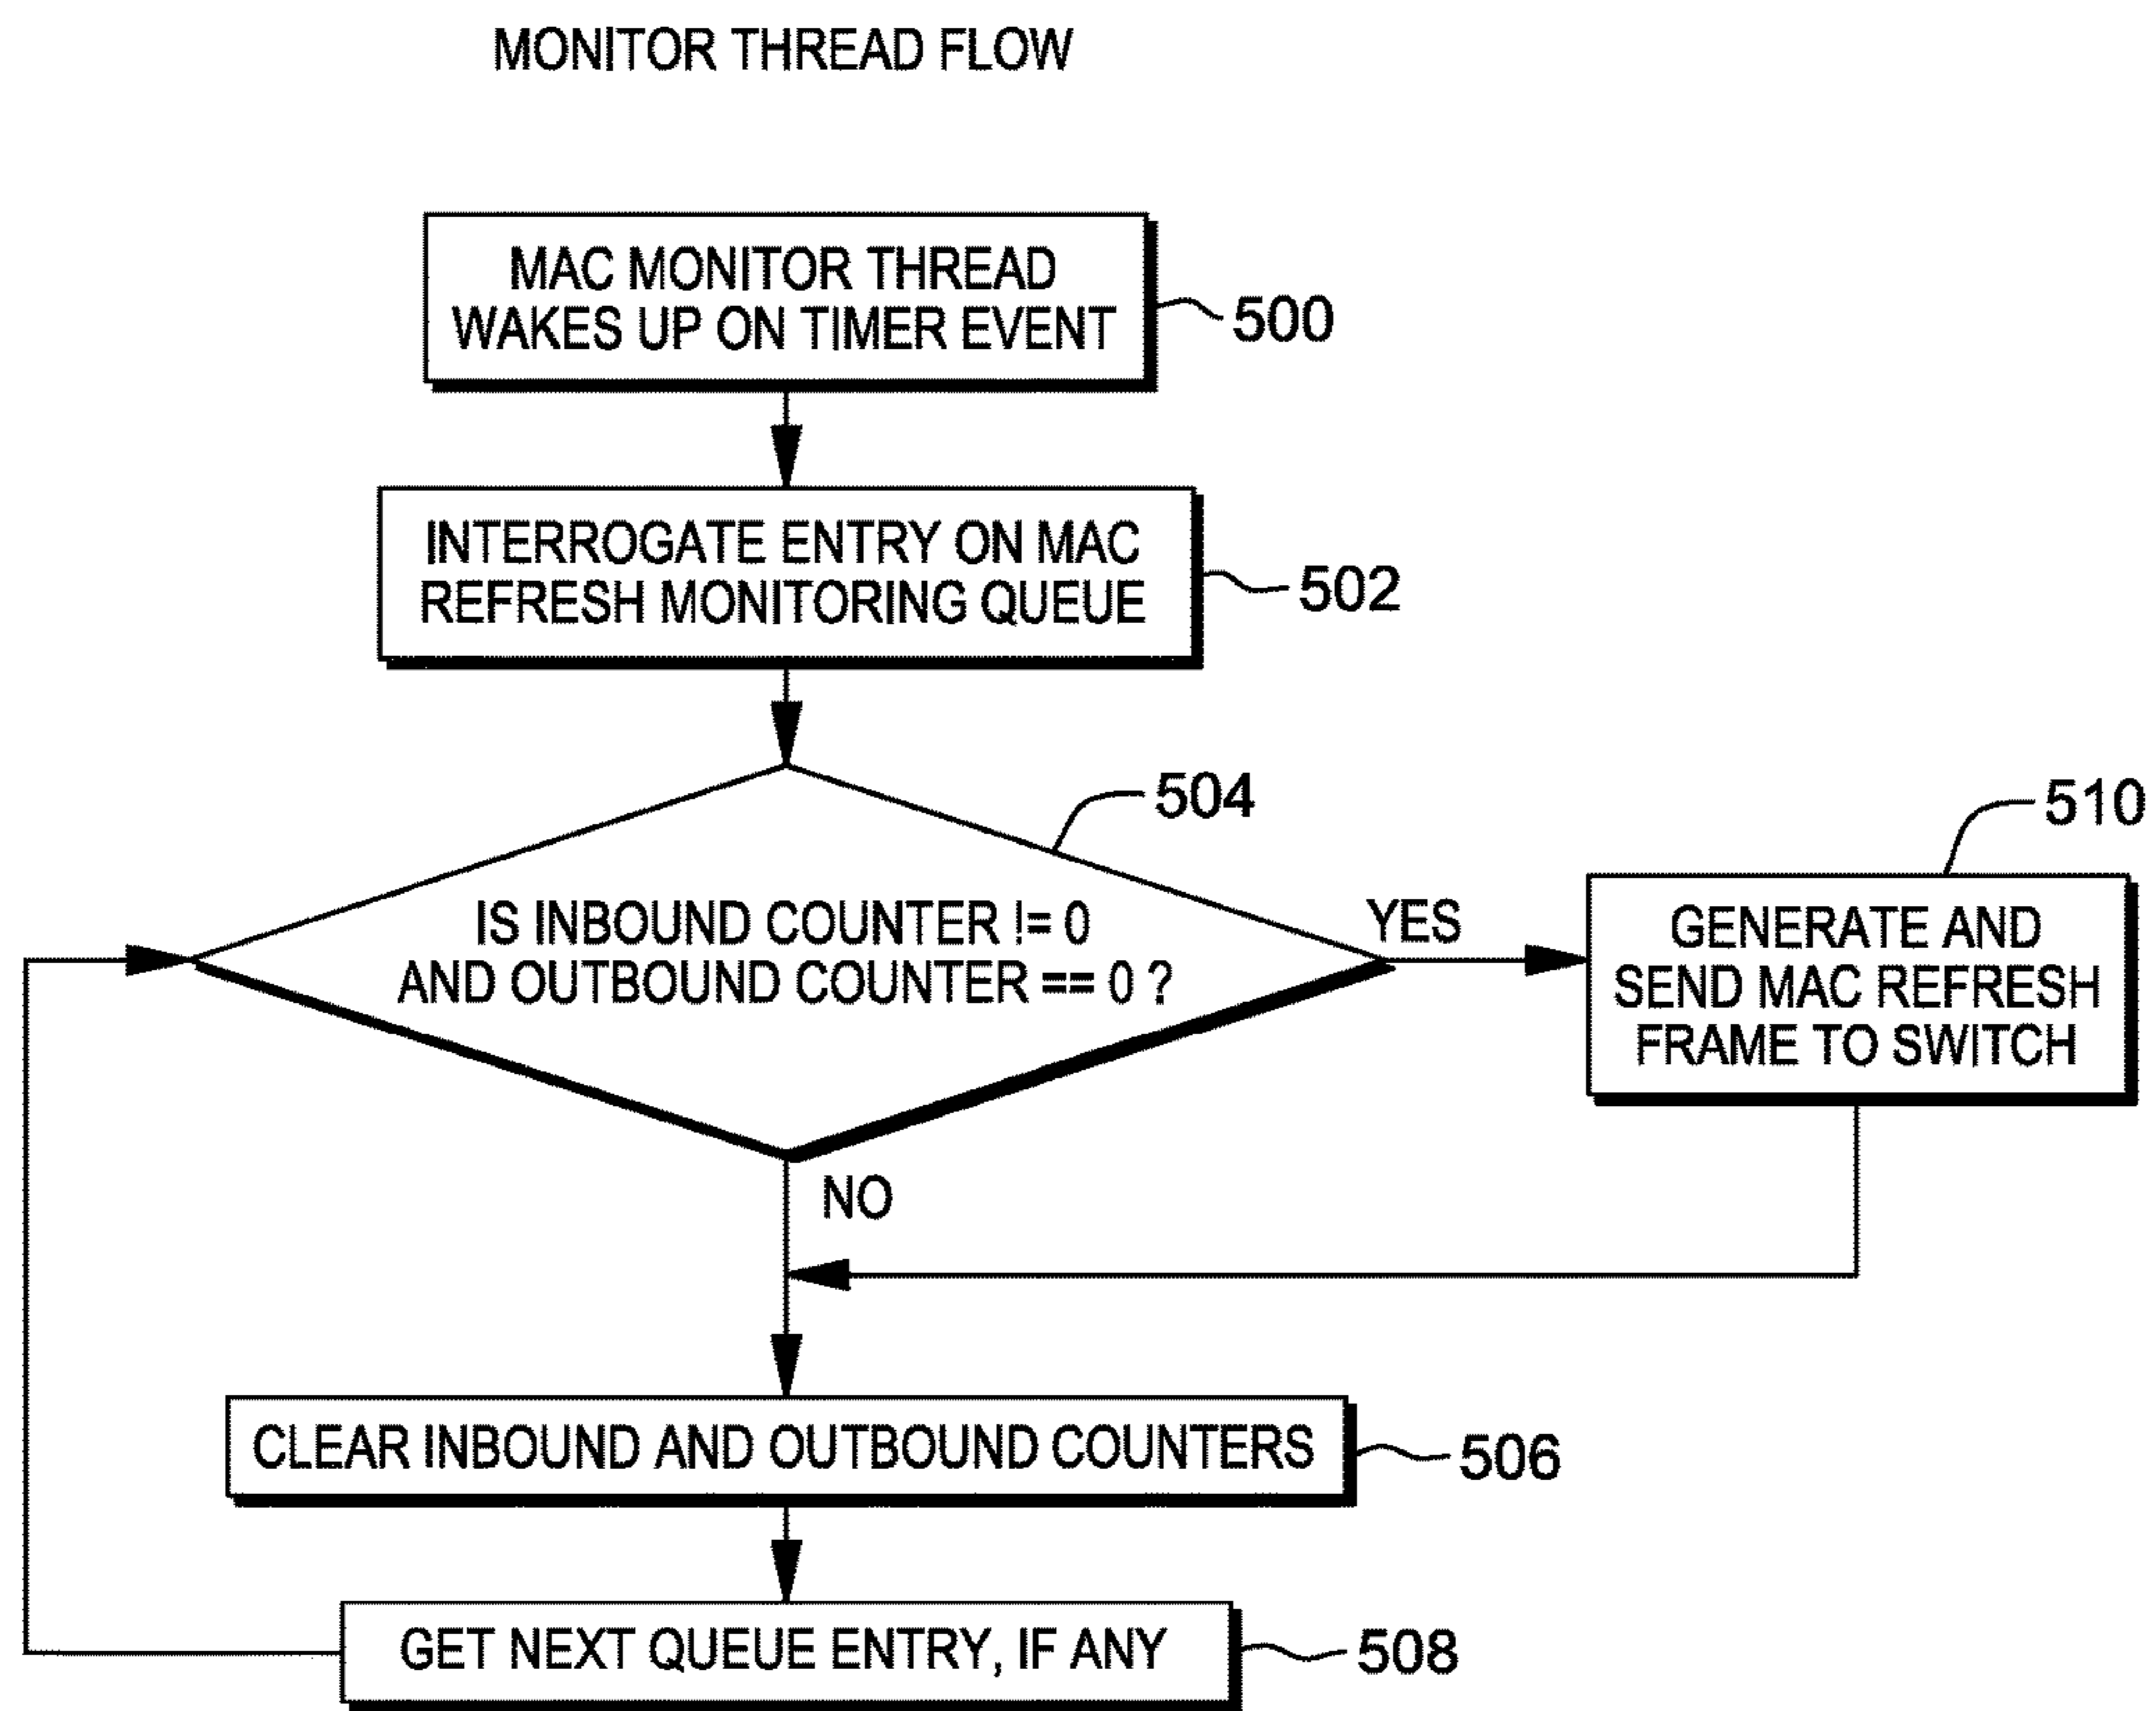 MONITOR THREAD FLOW
MAC MONITOR THREAD
WAKES UP ON TIMER EVENT
500
INTERROGATE ENTRY ON MAC
REFRESH MONITORING QUEUE
502
504
510
IS INBOUND COUNTER != 0
AND OUTBOUND COUNTER == 0 ?
YES
GENERATE AND
SEND MAC REFRESH
FRAME TO SWITCH
NO
CLEAR INBOUND AND OUTBOUND COUNTERS
506
GET NEXT QUEUE ENTRY, IF ANY
508